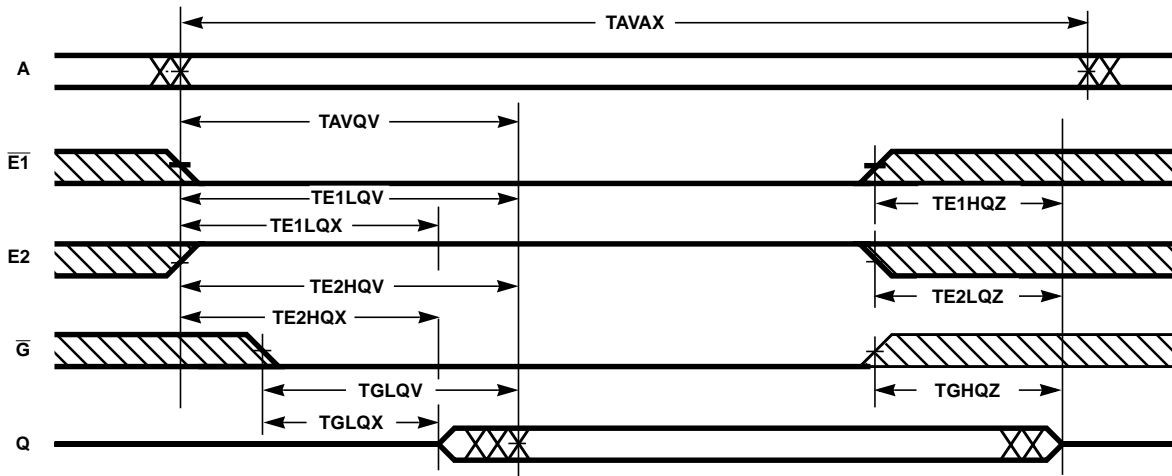 TAVAX
A
TAVQV
E1
TE1LQV
TE1HQZ
TE1LQX
E2
TE2HQV
TE2LQZ
TE2HQX
G
TGLQV
TGHQZ
TGLQX
Q